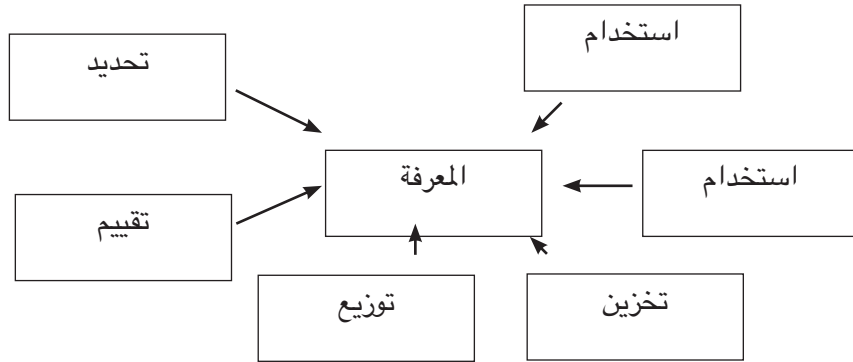 استخدام
تحديد
المعرفة
استخدام
تقييم
توزيع
تخزين